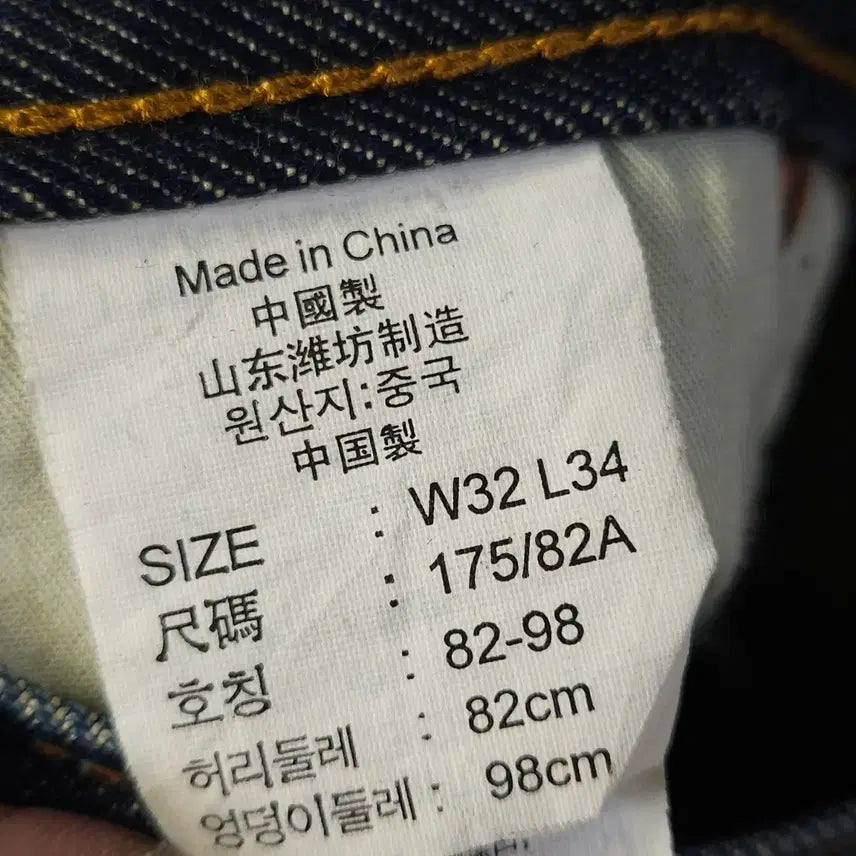 Made in China
中國製
山东潍坊制造
원산지:중국
中国製
SIZE : W32 L34
尺碼 : 175/82A
호칭 : 82-98
허리둘레 : 82cm
엉덩이둘레 : 98cm